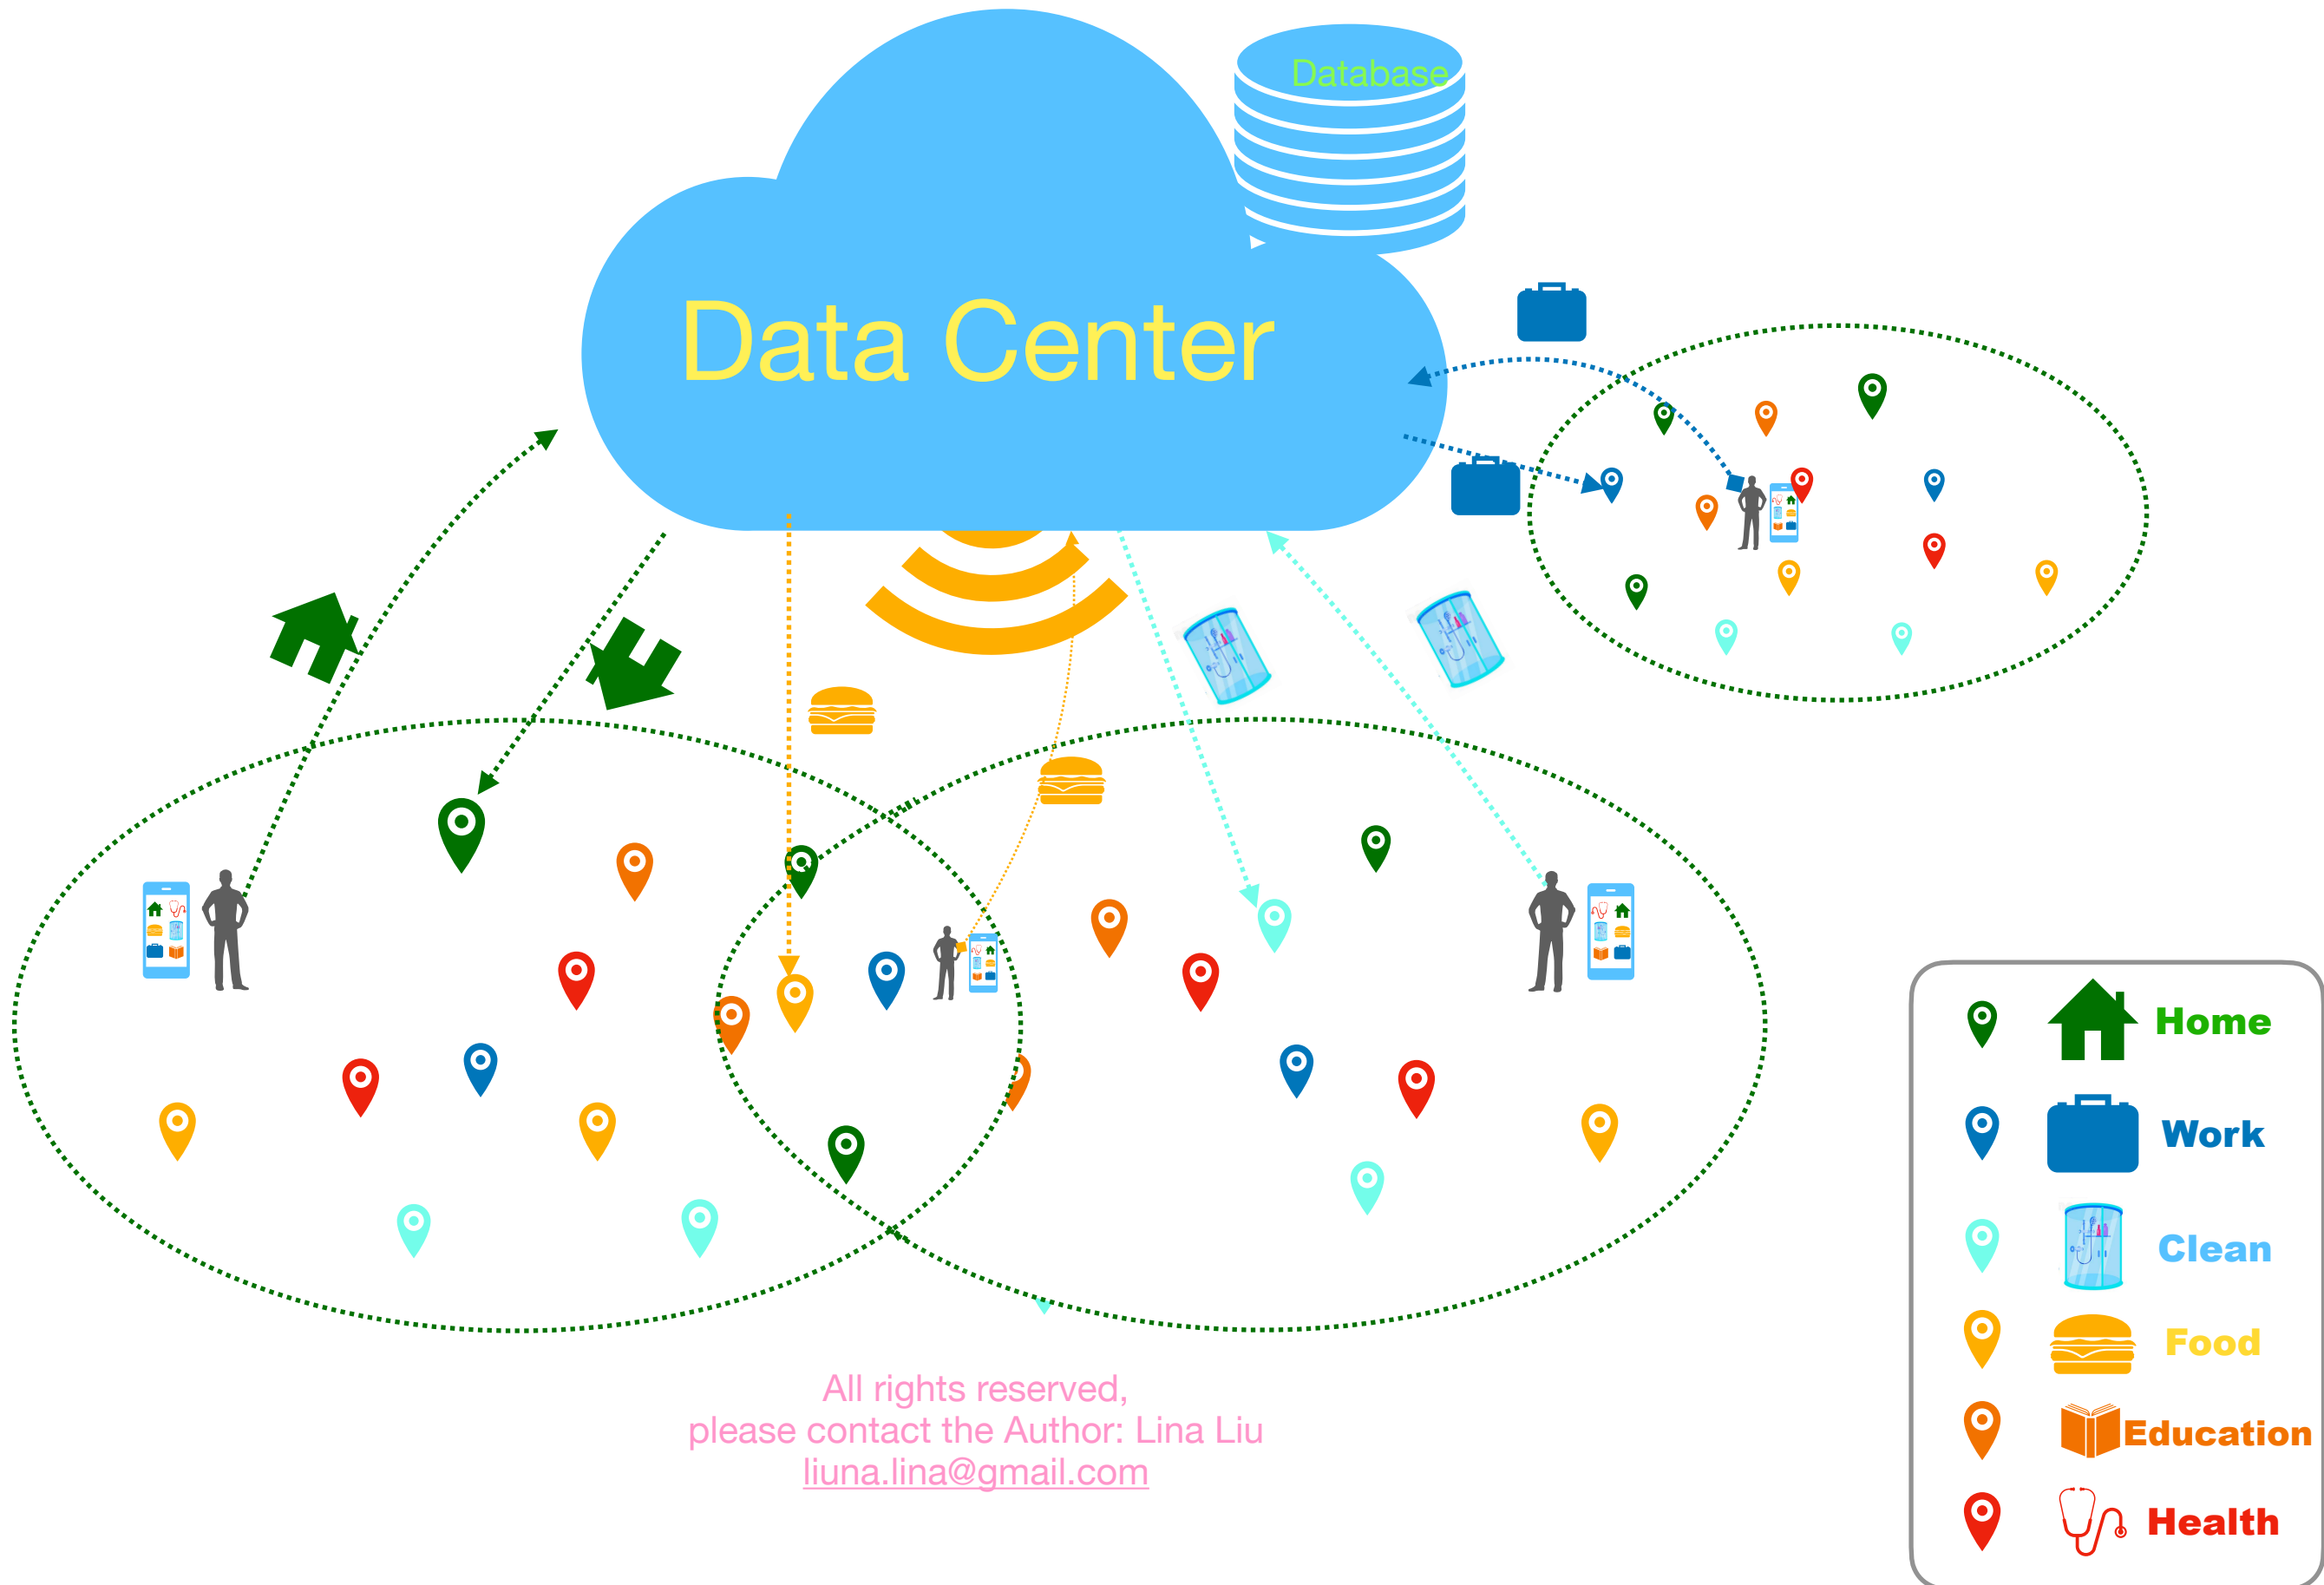 Database
Data Center
Home
Work
Clean
Food
Education
Health
All rights reserved,
please contact the Author: Lina Liu
liuna.lina@gmail.com